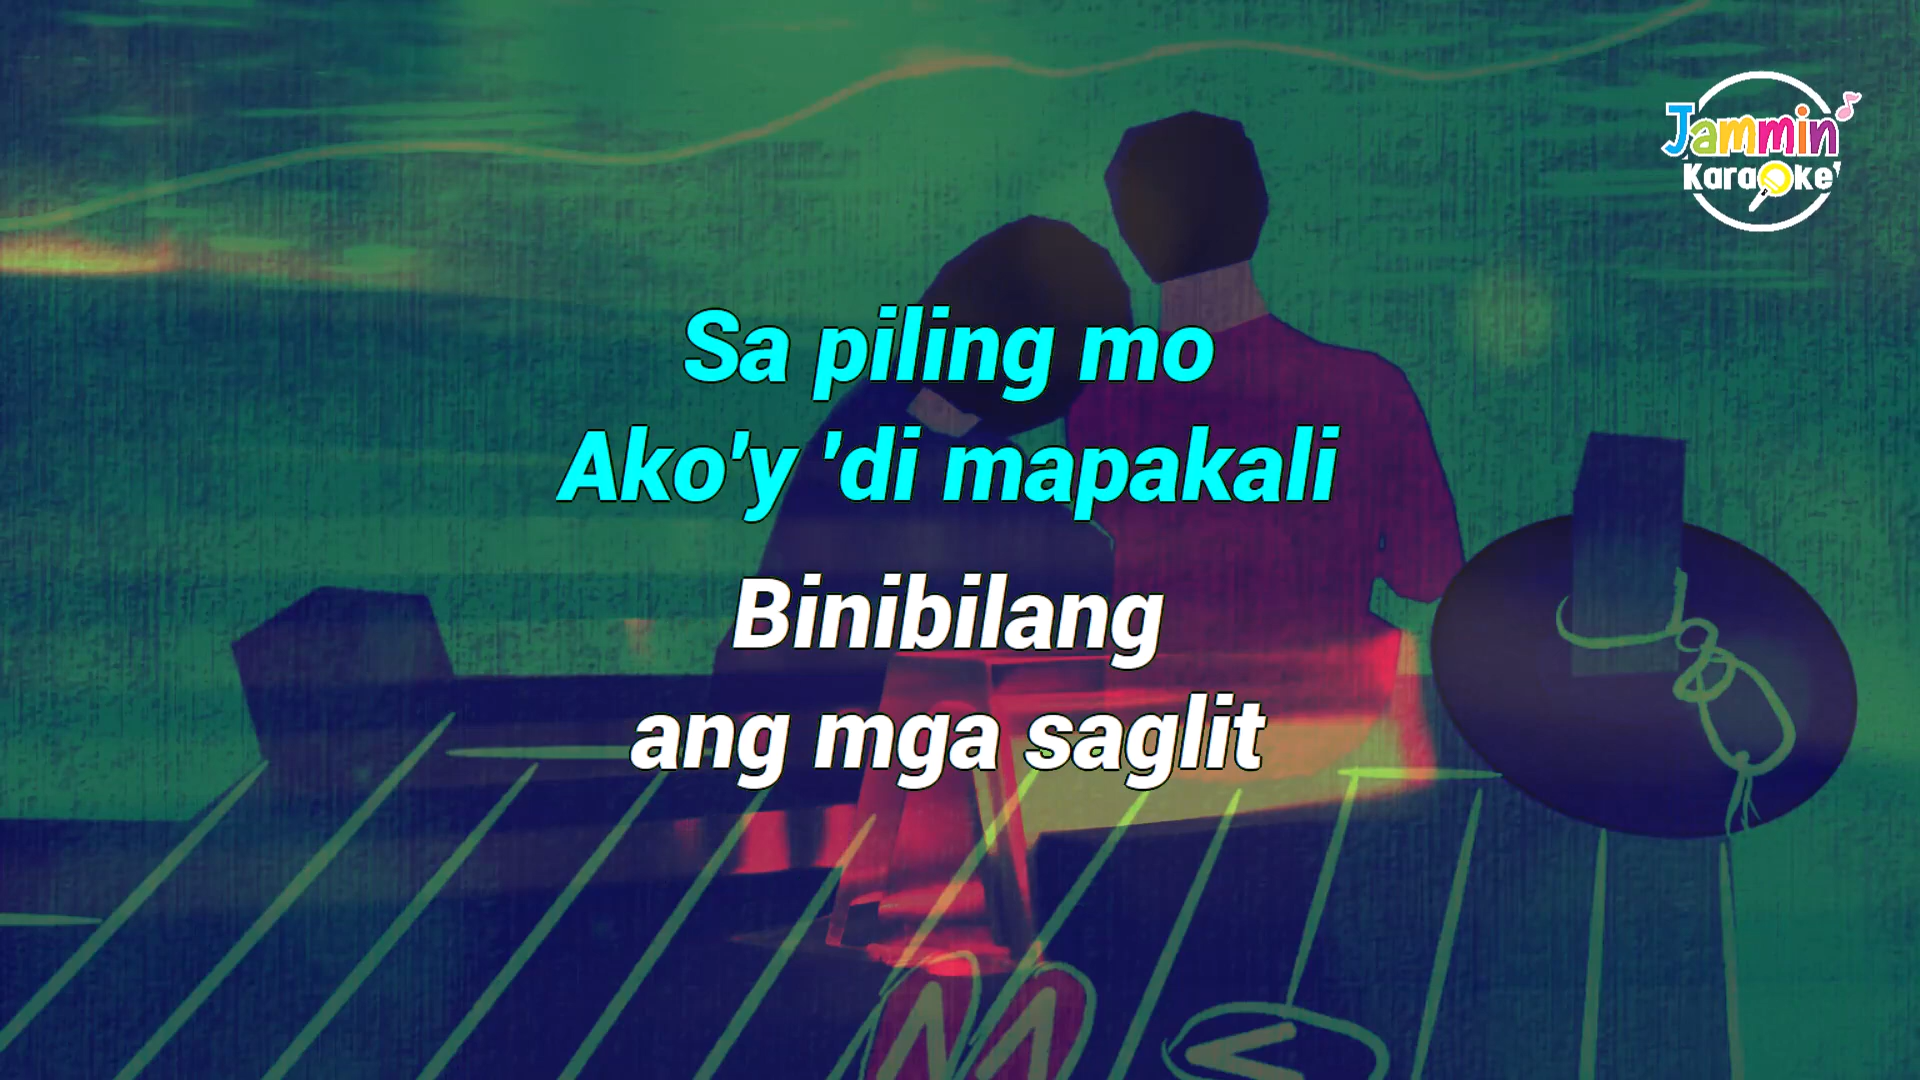 Jammin'
Karaoke
Sa piling mo
Ako'y 'di mapakali
Binibilang
ang mga saglit